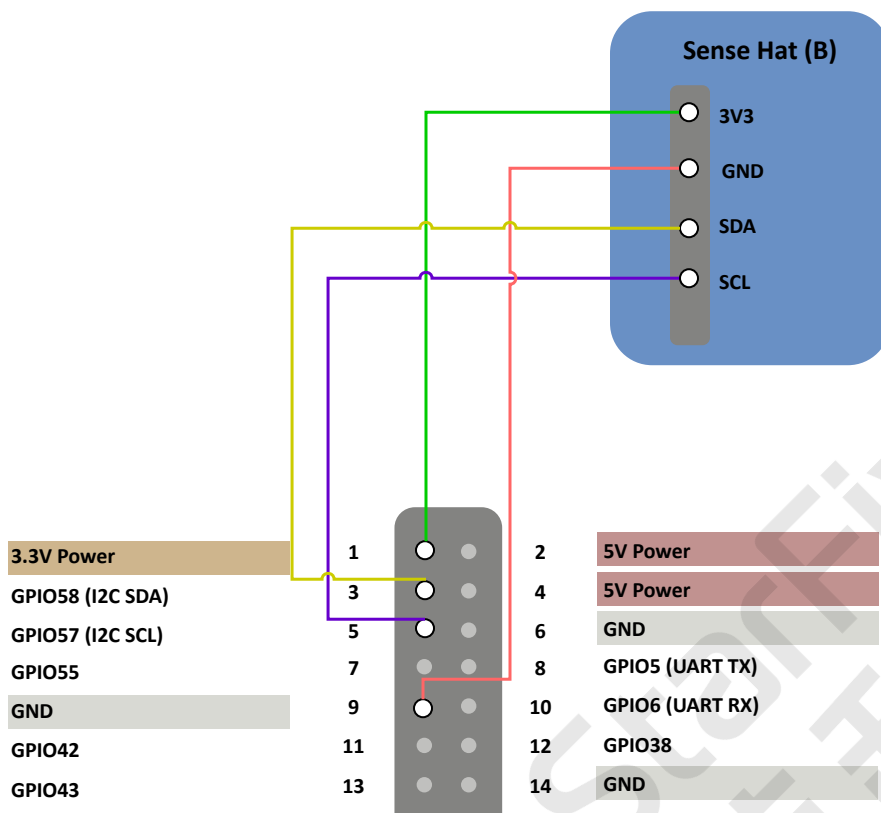 Sense Hat (B)
3V3
GND
SDA
SCL
3.3V Power 1 2 5V Power
GPIO58 (I2C SDA) 3 4 5V Power
GPIO57 (I2C SCL) 5 6 GND
GPIO55 7 8 GPIO5 (UART TX)
GND 9 10 GPIO6 (UART RX)
GPIO42 11 12 GPIO38
GPIO43 13 14 GND
StarFi